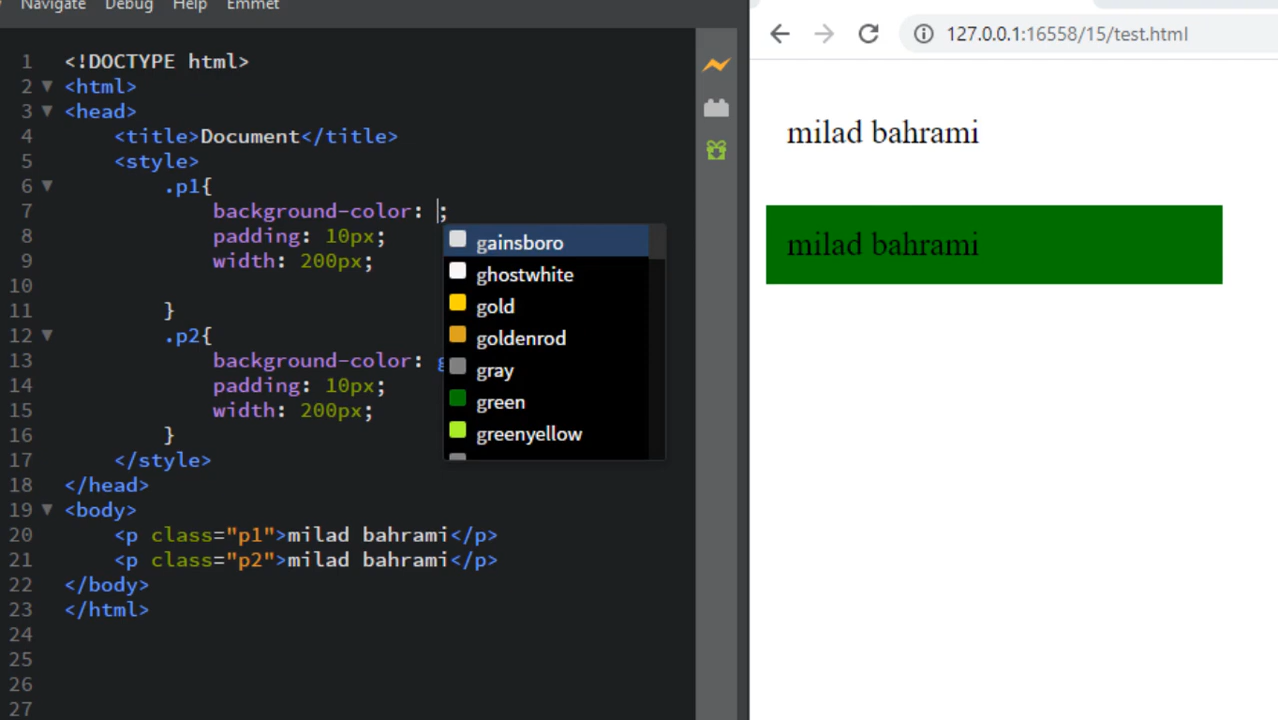 Navigate Debug Help Emmet
1 <!DOCTYPE html>
2 <html>
3 <head>
4 <title>Document</title>
5 <style>
6 .p1{
7 background-color: ;
8 padding: 10px;
9 width: 200px;
10
11 }
12 .p2{
13 background-color: g
14 padding: 10px;
15 width: 200px;
16 }
17 </style>
18 </head>
19 <body>
20 <p class="p1">milad bahrami</p>
21 <p class="p2">milad bahrami</p>
22 </body>
23 </html>
24
25
26
27
gainsboro
ghostwhite
gold
goldenrod
gray
green
greenyellow
127.0.0.1:16558/15/test.html
milad bahrami
milad bahrami